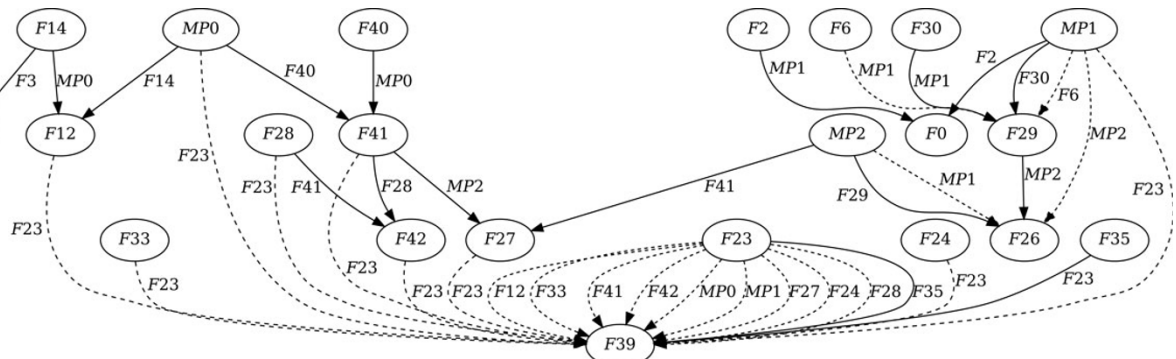 F14 MP0 F40 F2 F6 F30 MP1
F3 MP0 F14 F40 MP0 MP1 MP1 MP1 F2 F30 F6
F12 F28 F41 MP2 F0 F29
F23 F23 F41 F28 MP2 F41 F29 MP1 MP2 MP2 F23
F23 F33 F42 F27 F23 F24 F26 F35
F23 F23 F23 F23 F12 F33 F41 F42 MP0 MP1 F27 F24 F28 F35 F23 F23
F39